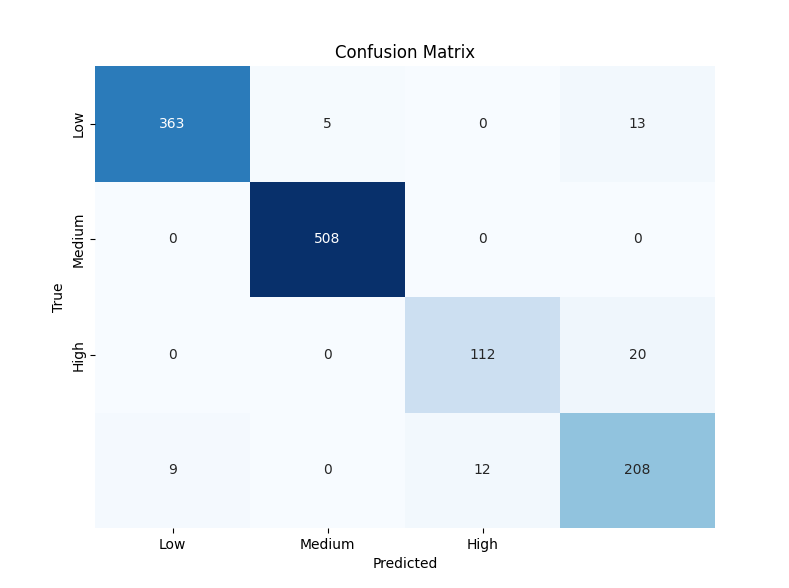 Confusion Matrix
Low 363 5 0 13
Medium 0 508 0 0
High 0 0 112 20
9 0 12 208
True
Low Medium High
Predicted